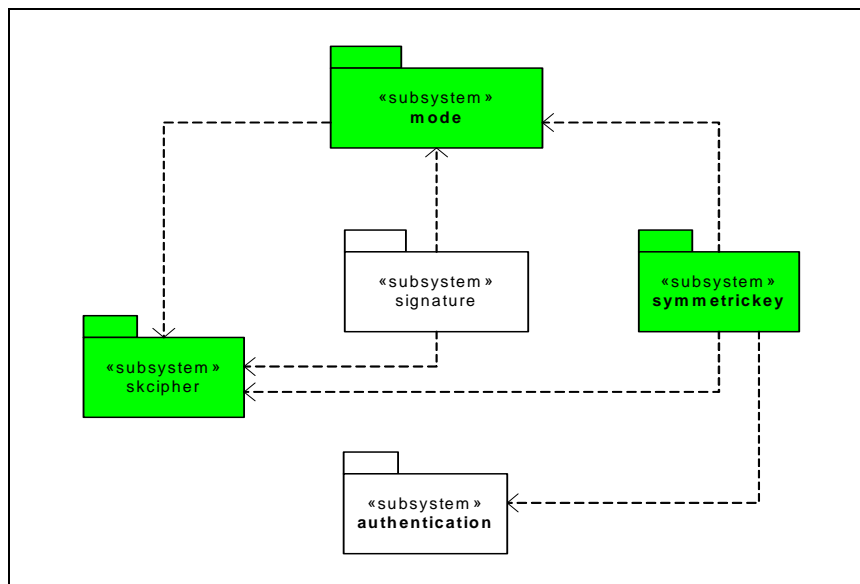 «subsystem»
mode
«subsystem»
signature
«subsystem»
symmetrickey
«subsystem»
skcipher
«subsystem»
authentication